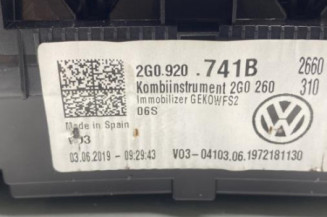 2G0.920 .741B 2660
Kombiinstrument 2G0 260 310
Immobilizer GEKOWFS2
06S
Made in Spain
V03
03.06.2019 - 09:29:43 V03-04103.06.1972181130